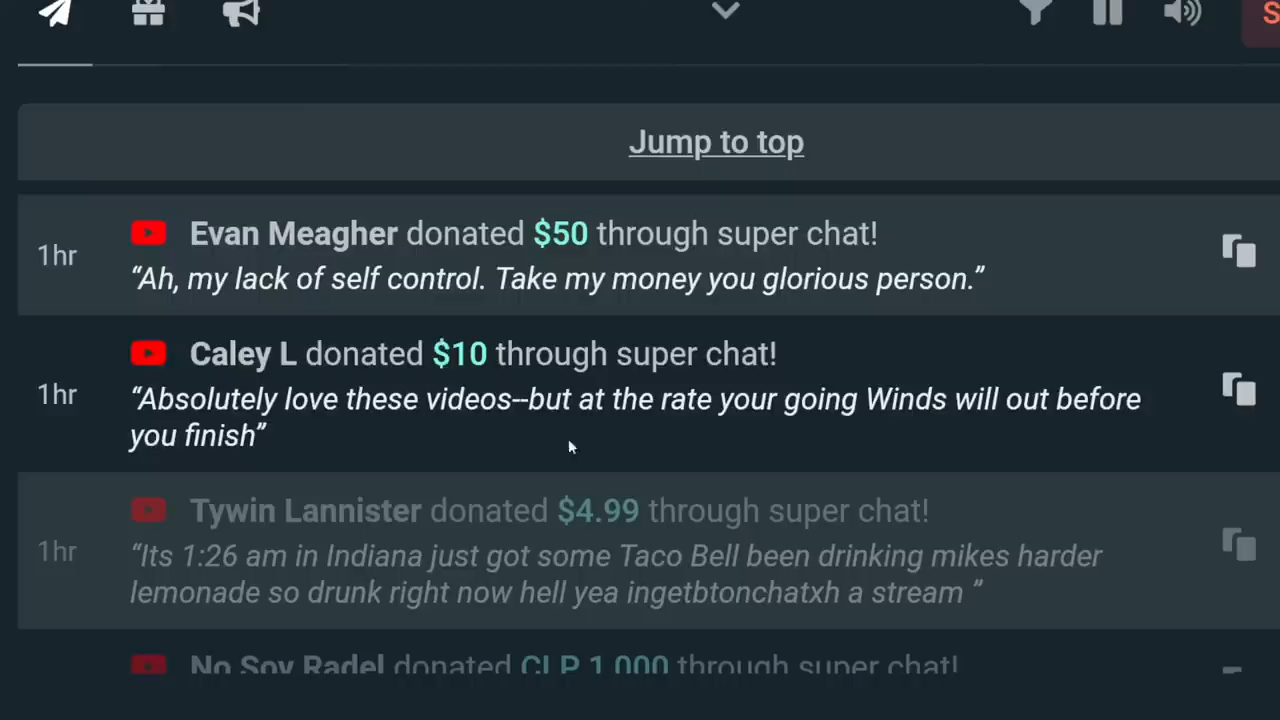 S
Jump to top
Evan Meagher donated $50 through super chat!
1hr
“Ah, my lack of self control. Take my money you glorious person.”
Caley L donated $10 through super chat!
1hr
“Absolutely love these videos--but at the rate your going Winds will out before
you finish”
Tywin Lannister donated $4.99 through super chat!
1hr
“Its 1:26 am in Indiana just got some Taco Bell been drinking mikes harder
lemonade so drunk right now hell yea ingetbtonchatxh a stream ”
No Soy Radel donated CLP 1,000 through super chat!